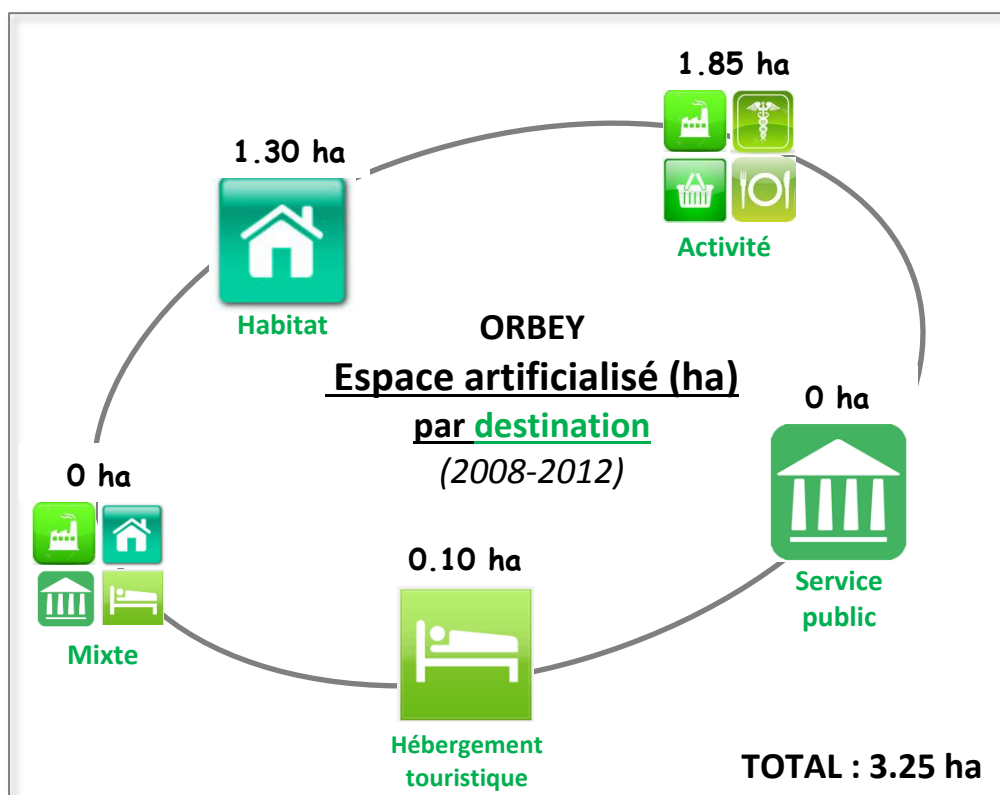 1.85 ha
Activité
1.30 ha
Habitat
ORBEY
Espace artificialisé (ha)
par destination
(2008-2012)
0 ha
Service
public
0 ha
Mixte
0.10 ha
Hébergement
touristique
TOTAL : 3.25 ha